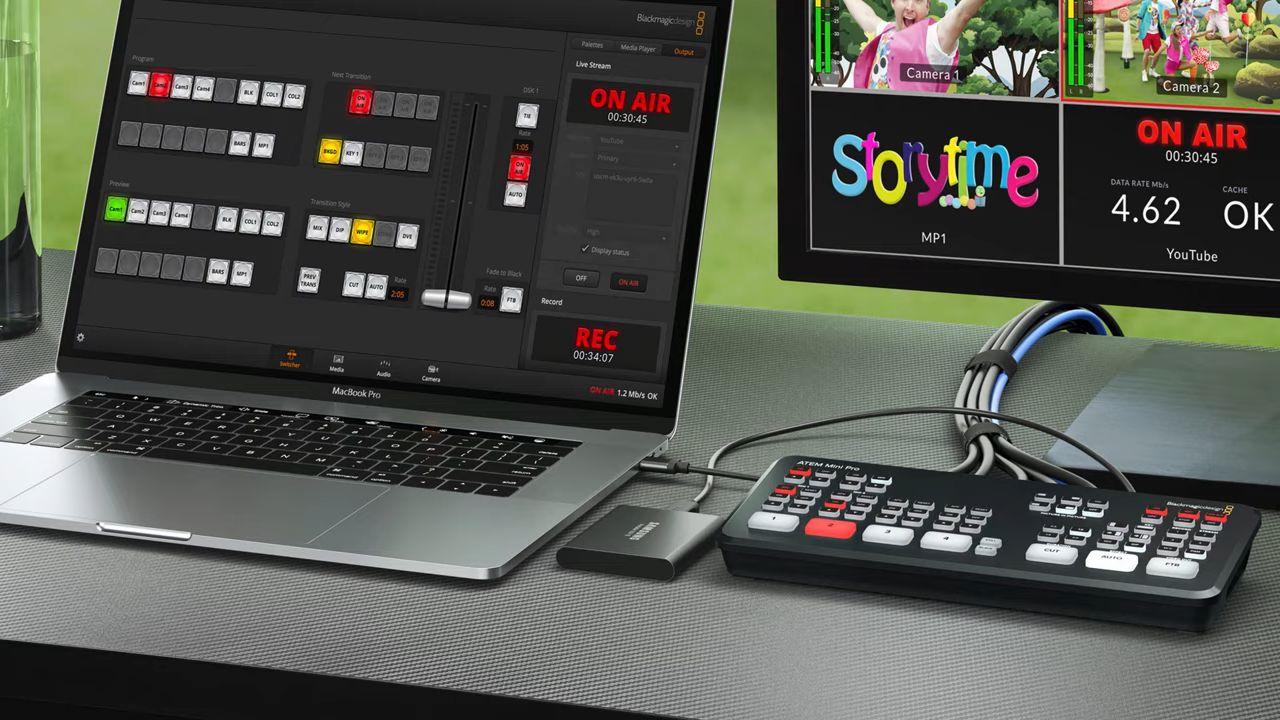 Blackmagicdesign
Palettes
Media Player
Output
Program
Cam1
Cam3
Cam4
BLK
COL1
COL2
BARS
MP1
Next Transition
ON AIR
BKGD
KEY 1
DSK 1
TIE
Rate
1:05
ON AIR
AUTO
Live Stream
ON AIR
00:30:45
YouTube
Primary
High
Display status
OFF
ON AIR
Preview
Cam1
Cam2
Cam3
Cam4
BLK
COL1
COL2
BARS
MP1
Transition Style
MIX
DIP
WIPE
DVE
PREV TRANS
CUT
AUTO
Rate
2:05
Fade to Black
Rate
0:08
FTB
Record
REC
00:34:07
Switcher
Media
Audio
Camera
ON AIR 1.2 Mb/s OK
MacBook Pro
Camera 1
Camera 2
Storytime
MP1
ON AIR
00:30:45
DATA RATE Mb/s
4.62
CACHE
OK
YouTube
SAMSUNG
ATEM Mini Pro
Blackmagicdesign
1
2
3
4
CUT
AUTO
FTB